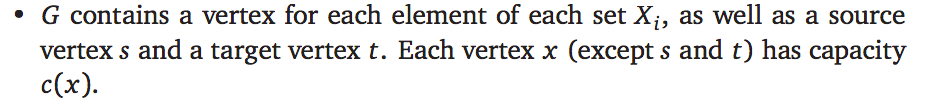 • G contains a vertex for each element of each set Xᵢ, as well as a source
vertex s and a target vertex t. Each vertex x (except s and t) has capacity
c(x).